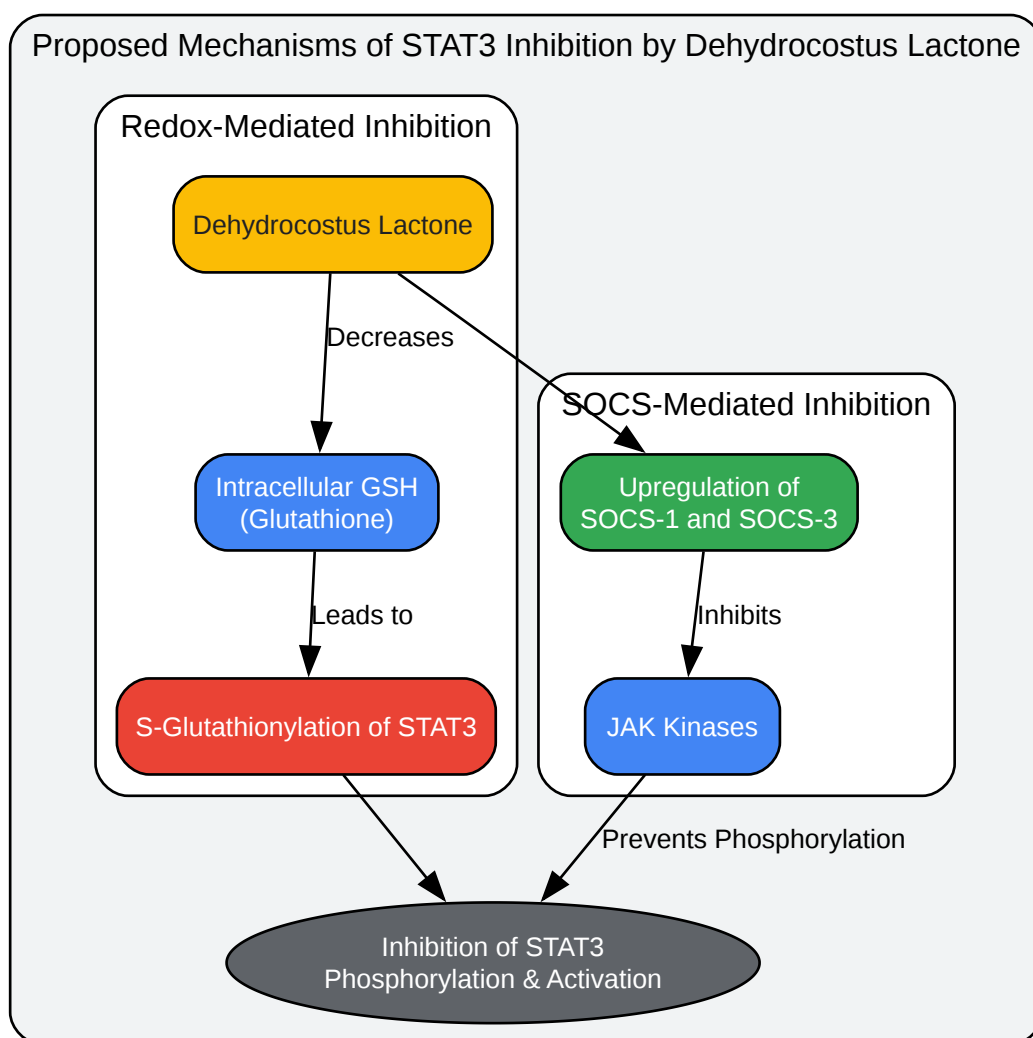 Proposed Mechanisms of STAT3 Inhibition by Dehydrocostus Lactone
Redox-Mediated Inhibition
Dehydrocostus Lactone
Decreases
SOCS-Mediated Inhibition
Intracellular GSH
(Glutathione)
Upregulation of
SOCS-1 and SOCS-3
Leads to
Inhibits
S-Glutathionylation of STAT3
JAK Kinases
Prevents Phosphorylation
Inhibition of STAT3
Phosphorylation & Activation